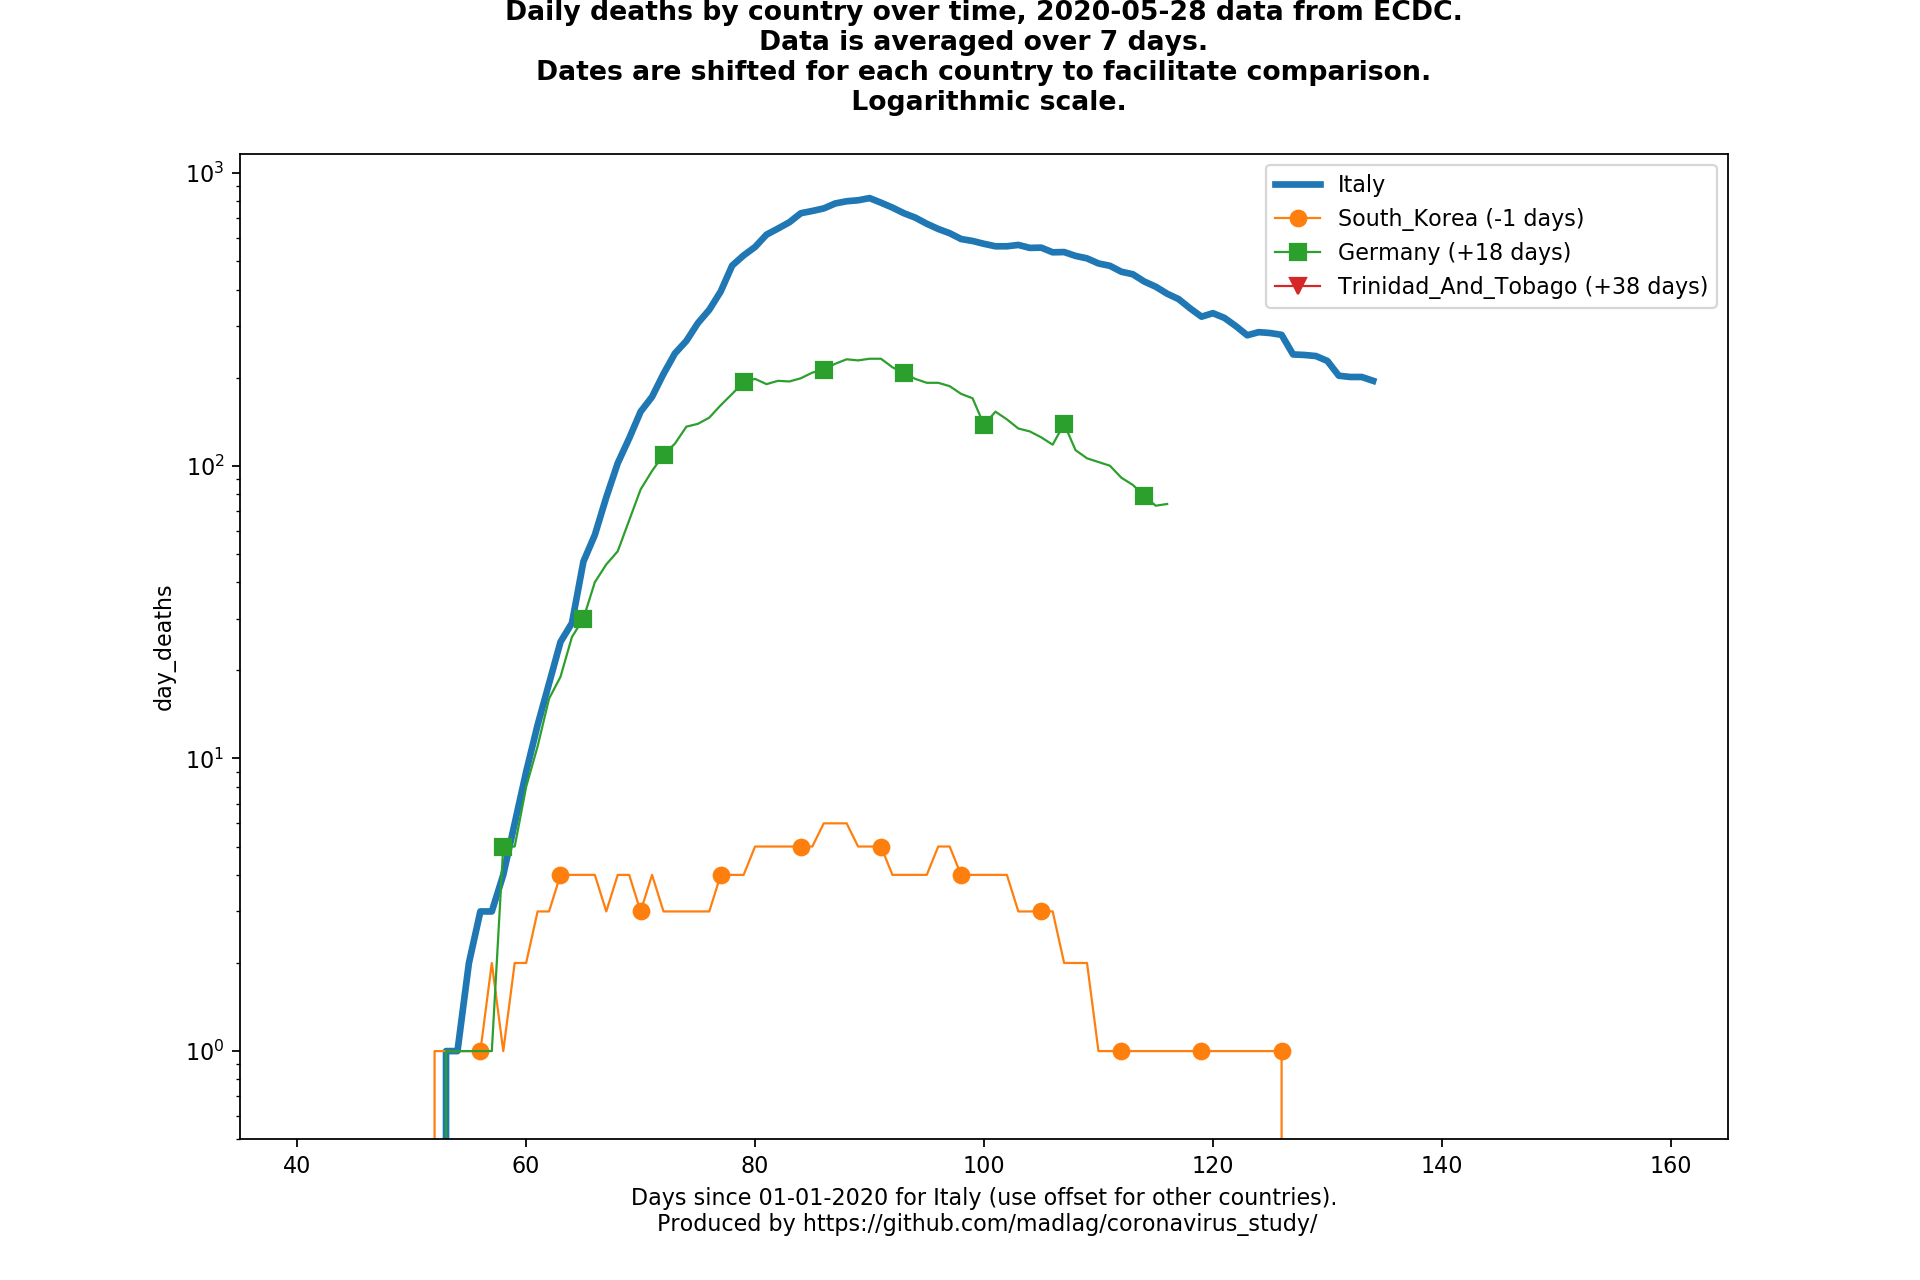 Daily deaths by country over time, 2020-05-28 data from ECDC.
Data is averaged over 7 days.
Dates are shifted for each country to facilitate comparison.
Logarithmic scale.
10³
10²
10¹
10⁰
day_deaths
Italy
South_Korea (-1 days)
Germany (+18 days)
Trinidad_And_Tobago (+38 days)
40 60 80 100 120 140 160
Days since 01-01-2020 for Italy (use offset for other countries).
Produced by https://github.com/madlag/coronavirus_study/